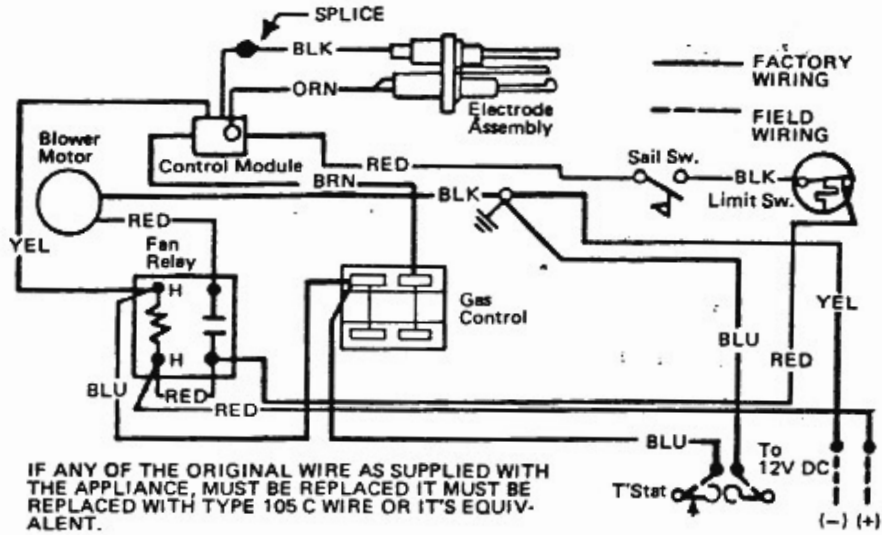 SPLICE
BLK
ORN
Electrode
Assembly
FACTORY
WIRING
FIELD
WIRING
Blower
Motor
Control Module
RED
Sail Sw.
BLK
Limit Sw.
BRN
BLK
RED
YEL
Fan
Relay
H
H
Gas
Control
YEL
BLU
RED
BLU
RED
RED
BLU
To
12V DC
T'Stat
(-) (+)
IF ANY OF THE ORIGINAL WIRE AS SUPPLIED WITH
THE APPLIANCE, MUST BE REPLACED IT MUST BE
REPLACED WITH TYPE 105 C WIRE OR IT'S EQUIV-
ALENT.